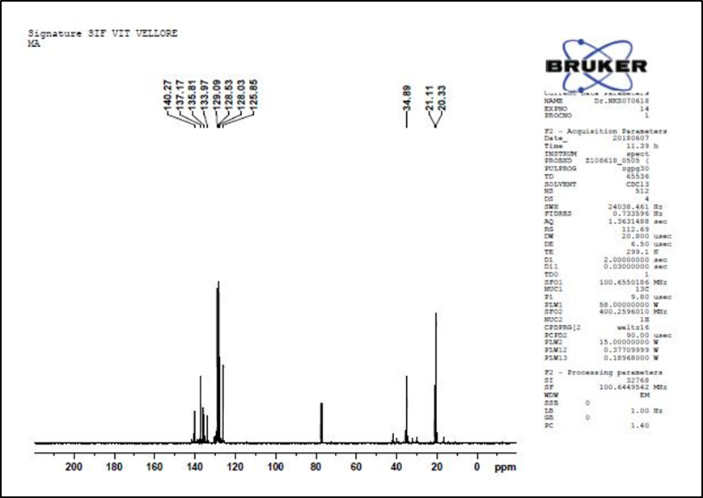 Signature SIF VIT VELLORE
MA
BRUKER
140.27
137.17
135.81
133.97
129.09
128.53
128.03
125.85
34.89
21.11
20.33
Current Data Parameters
NAME Dr.NKS070618
EXPNO 14
PROCNO 1
F2 - Acquisition Parameters
Date_ 20180607
Time 11.39 h
INSTRUM spect
PROBHD Z108618_0505 (
PULPROG zgpg30
TD 65536
SOLVENT CDCl3
NS 512
DS 4
SWH 24038.461 Hz
FIDRES 0.733596 Hz
AQ 1.3631488 sec
RG 112.69
DW 20.800 usec
DE 6.50 usec
TE 299.1 K
D1 2.00000000 sec
D11 0.03000000 sec
TD0 1
SFO1 100.6550186 MHz
NUC1 13C
P1 9.80 usec
PLW1 58.00000000 W
SFO2 400.2596010 MHz
NUC2 1H
CPDPRG[2 waltz16
PCPD2 90.00 usec
PLW2 15.00000000 W
PLW12 0.37709999 W
PLW13 0.18968000 W
F2 - Processing parameters
SI 32768
SF 100.6449542 MHz
WDW EM
SSB 0
LB 1.00 Hz
GB 0
PC 1.40
200 180 160 140 120 100 80 60 40 20 0 ppm